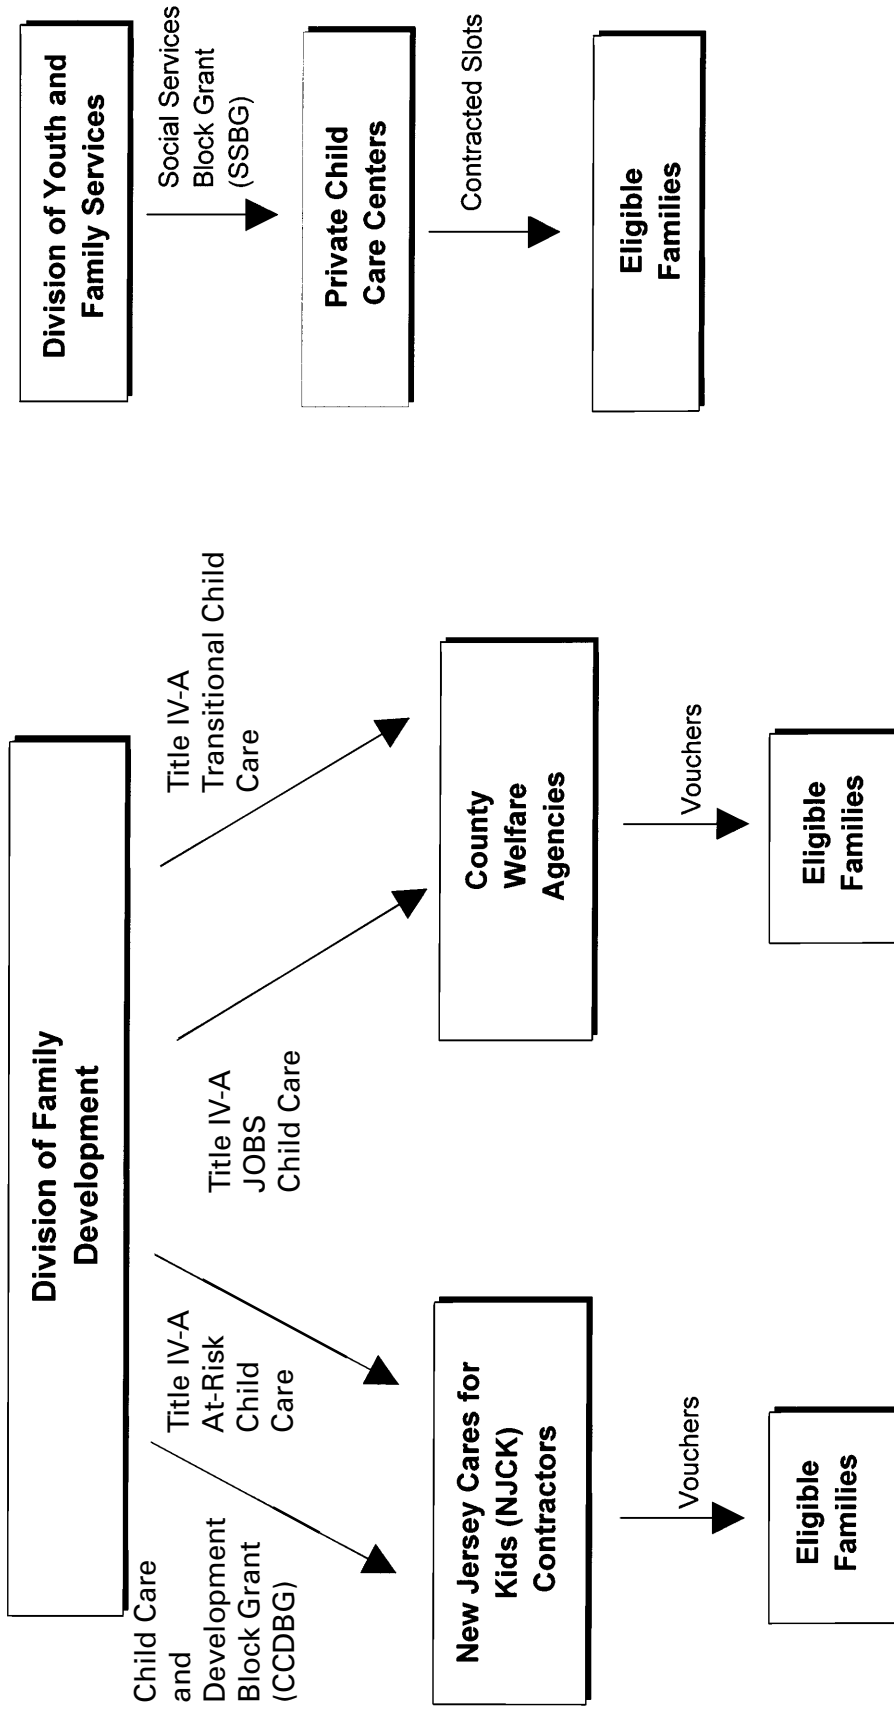 Division of Family
Development
Division of Youth and
Family Services
Child Care
and
Development
Block Grant
(CCDBG)
Title IV-A
At-Risk
Child
Care
Title IV-A
JOBS
Child Care
Title IV-A
Transitional Child
Care
Social Services
Block Grant
(SSBG)
New Jersey Cares for
Kids (NJCK)
Contractors
County
Welfare
Agencies
Private Child
Care Centers
Vouchers
Vouchers
Contracted Slots
Eligible
Families
Eligible
Families
Eligible
Families